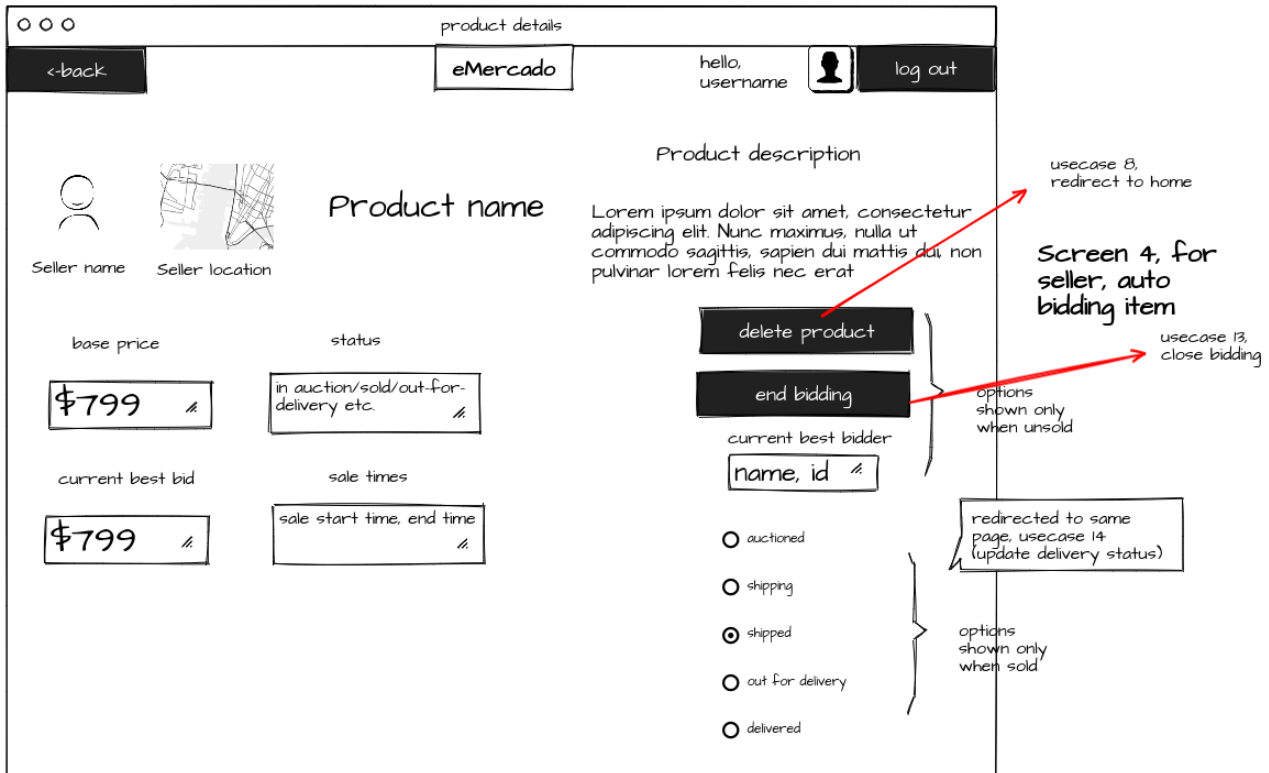 product details
<-back
eMercado
hello,
username
log out
Product description
usecase 8,
redirect to home
Product name
Lorem ipsum dolor sit amet, consectetur
adipiscing elit. Nunc maximus, nulla ut
commodo sagittis, sapien dui mattis dui, non
pulvinar lorem felis nec erat
Seller name
Seller location
Screen 4, for
seller, auto
bidding item
delete product
usecase 13,
close bidding
base price
status
$799
in auction/sold/out-for-
delivery etc.
end bidding
options
shown only
when unsold
current best bidder
name, id
current best bid
sale times
$799
sale start time, end time
redirected to same
page, usecase 14
(update delivery status)
auctioned
shipping
shipped
out for delivery
delivered
options
shown only
when sold